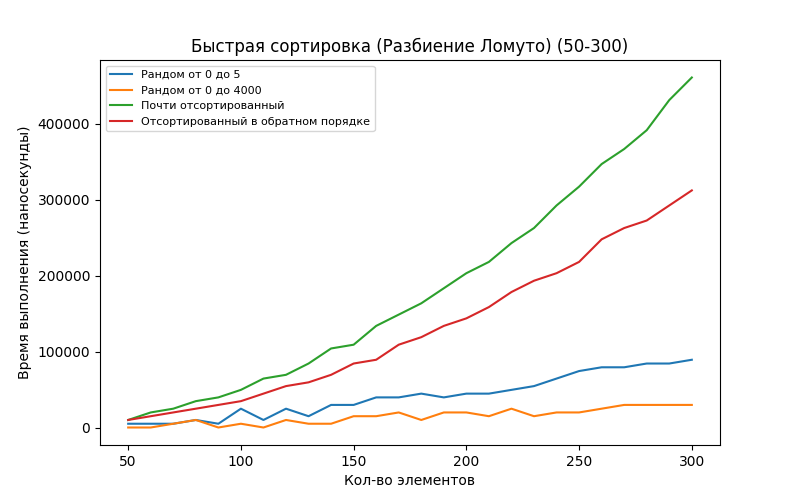 Быстрая сортировка (Разбиение Ломуто) (50-300)
Рандом от 0 до 5
Рандом от 0 до 4000
Почти отсортированный
Отсортированный в обратном порядке
Время выполнения (наносекунды)
400000
300000
200000
100000
0
50 100 150 200 250 300
Кол-во элементов